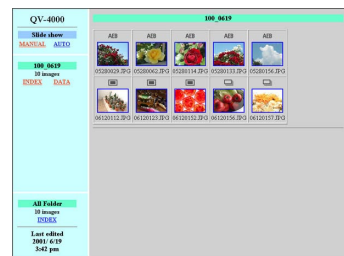 QV-4000
Slide show
MANUAL AUTO
100_0619
10 images
INDEX DATA
All Folder
10 images
INDEX
Last edited
2001/ 6/19
3:42 pm
100_0619
AEB AEB AEB AEB AEB
05280029.JPG 05280062.JPG 05280114.JPG 05280133.JPG 05280156.JPG
06120112.JPG 06120123.JPG 06120152.JPG 06120156.JPG 06120157.JPG